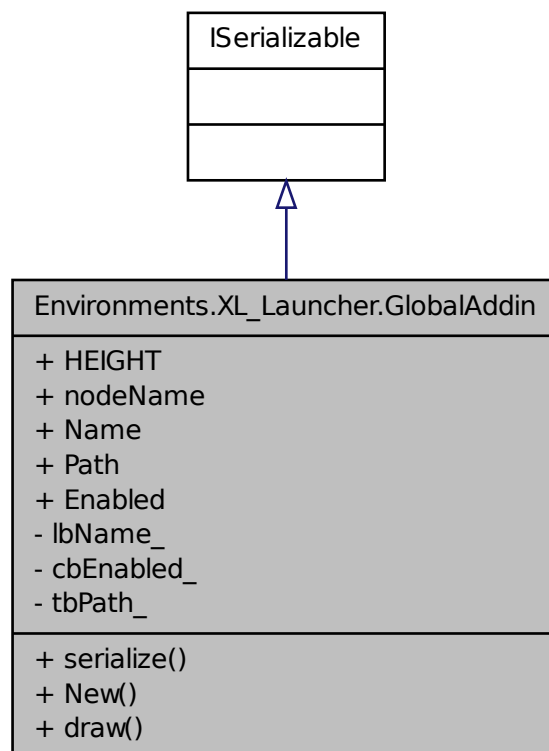 ISerializable
Environments.XL_Launcher.GlobalAddin
+ HEIGHT
+ nodeName
+ Name
+ Path
+ Enabled
- lbName_
- cbEnabled_
- tbPath_
+ serialize()
+ New()
+ draw()